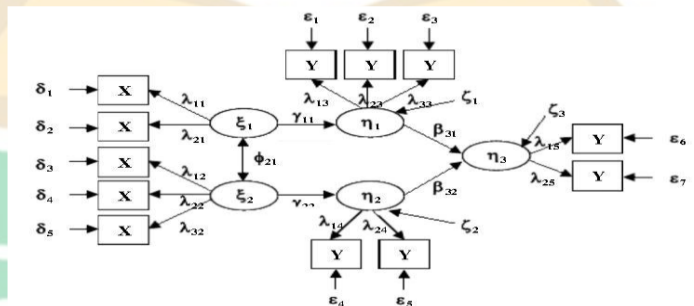 ε₁ ε₂ ε₃
Y Y Y
δ₁ X λ₁₁ λ₁₃ λ₂₃ λ₃₃ ζ₁
δ₂ X λ₂₁ ξ₁ γ₁₁ η₁ β₃₁ ζ₃
δ₃ X λ₁₂ ϕ₂₁ η₃ λ₁₅ Y ε₆
δ₄ X λ₂₂ ξ₂ γ₂₂ η₂ β₃₂ λ₂₅ Y ε₇
δ₅ X λ₃₂ λ₁₄ λ₂₄ ζ₂
Y Y
ε₄ ε₅